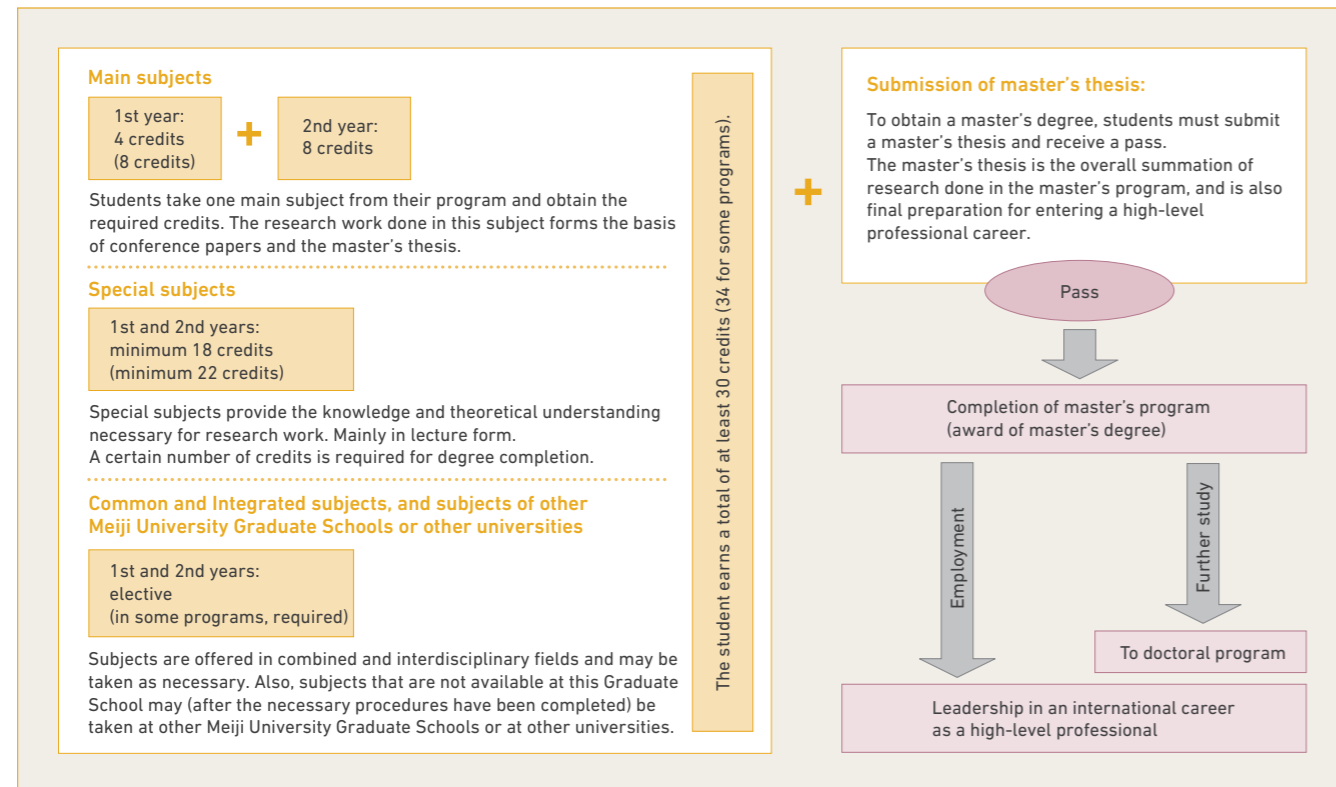 Main subjects
1st year:
4 credits
(8 credits)
+
2nd year:
8 credits
Students take one main subject from their program and obtain the
required credits. The research work done in this subject forms the basis
of conference papers and the master’s thesis.
Special subjects
1st and 2nd years:
minimum 18 credits
(minimum 22 credits)
Special subjects provide the knowledge and theoretical understanding
necessary for research work. Mainly in lecture form.
A certain number of credits is required for degree completion.
Common and Integrated subjects, and subjects of other
Meiji University Graduate Schools or other universities
1st and 2nd years:
elective
(in some programs, required)
Subjects are offered in combined and interdisciplinary fields and may be
taken as necessary. Also, subjects that are not available at this Graduate
School may (after the necessary procedures have been completed) be
taken at other Meiji University Graduate Schools or at other universities.
The student earns a total of at least 30 credits (34 for some programs).
+
Submission of master’s thesis:
To obtain a master’s degree, students must submit
a master’s thesis and receive a pass.
The master’s thesis is the overall summation of
research done in the master’s program, and is also
final preparation for entering a high-level
professional career.
Pass
Completion of master’s program
(award of master’s degree)
Employment
Further study
To doctoral program
Leadership in an international career
as a high-level professional